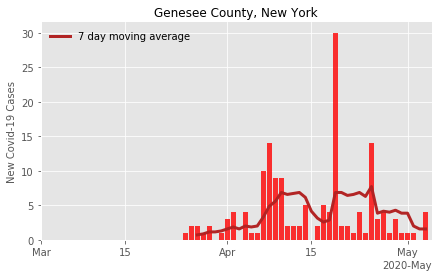 Genesee County, New York
7 day moving average
New Covid-19 Cases
30
25
20
15
10
5
0
Mar
15
Apr
15
May
2020-May